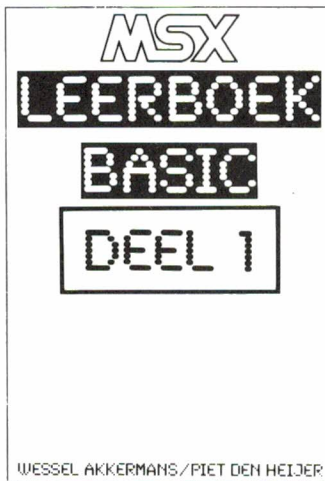 MSX
LEERBOEK
BASIC
DEEL 1
WESSEL AKKERMANS/PIET DEN HEIJER